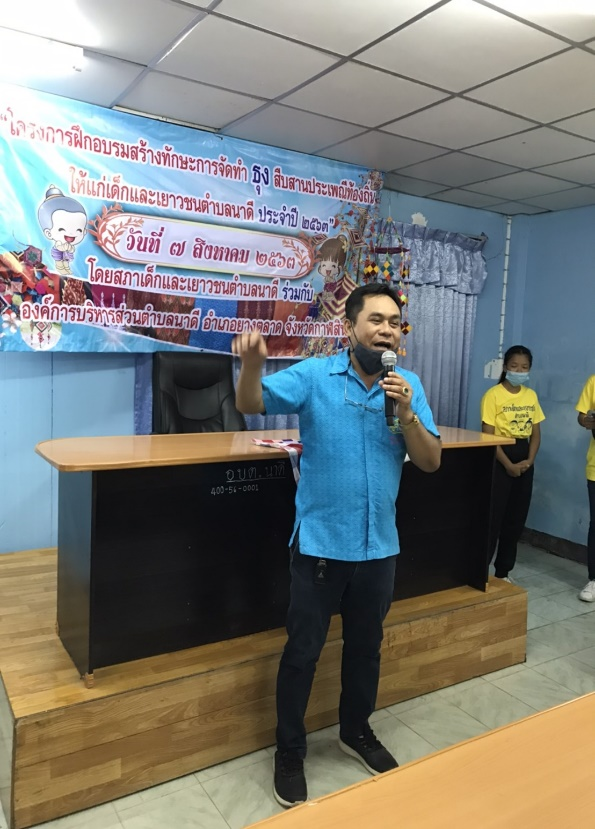 "โครงการฝึกอบรมสร้างทักษะการจัดทำ ธุง สืบสานประเพณีท้องถิ่น
ให้แก่เด็กและเยาวชนตำบลนาดี ประจำปี ๒๕๖๓"
วันที่ ๗ สิงหาคม ๒๕๖๓
โดยสภาเด็กและเยาวชนตำบลนาดี ร่วมกับ
องค์การบริหารส่วนตำบลนาดี อำเภอยางตลาด จังหวัดกาฬสิ
อบต.นาดี
400-54-0001